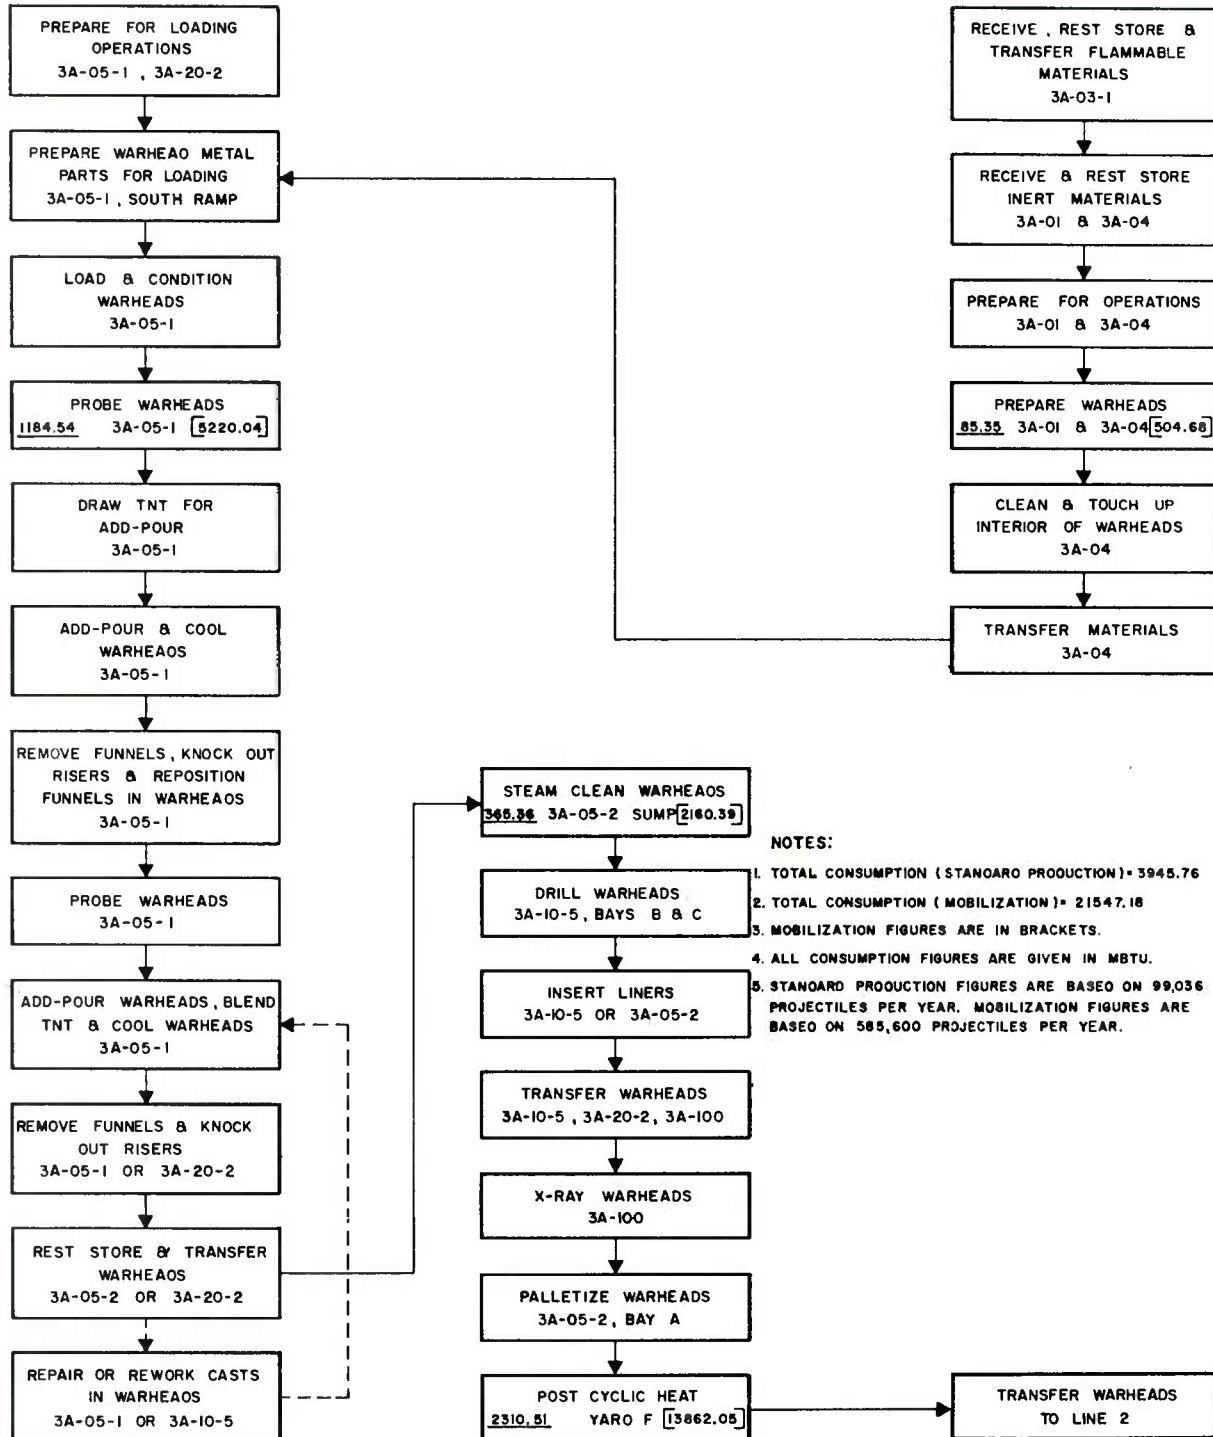 PREPARE FOR LOADING
OPERATIONS
3A-05-1 , 3A-20-2
PREPARE WARHEAO METAL
PARTS FOR LOADING
3A-05-1 , SOUTH RAMP
LOAD & CONDITION
WARHEADS
3A-05-1
PROBE WARHEADS
1184.54 3A-05-1 [5220.04]
DRAW TNT FOR
ADD-POUR
3A-05-1
ADD-POUR & COOL
WARHEAOS
3A-05-1
REMOVE FUNNELS, KNOCK OUT
RISERS & REPOSITION
FUNNELS IN WARHEAOS
3A-05-1
PROBE WARHEADS
3A-05-1
ADD-POUR WARHEADS, BLEND
TNT & COOL WARHEADS
3A-05-1
REMOVE FUNNELS & KNOCK
OUT RISERS
3A-05-1 OR 3A-20-2
REST STORE & TRANSFER
WARHEAOS
3A-05-2 OR 3A-20-2
REPAIR OR REWORK CASTS
IN WARHEAOS
3A-05-1 OR 3A-10-5
STEAM CLEAN WARHEAOS
365.36 3A-05-2 SUMP [2160.39]
DRILL WARHEADS
3A-10-5, BAYS B & C
INSERT LINERS
3A-10-5 OR 3A-05-2
TRANSFER WARHEADS
3A-10-5 , 3A-20-2, 3A-100
X-RAY WARHEADS
3A-100
PALLETIZE WARHEADS
3A-05-2, BAY A
POST CYCLIC HEAT
2310.51 YARO F [13862.05]
RECEIVE , REST STORE &
TRANSFER FLAMMABLE
MATERIALS
3A-03-1
RECEIVE & REST STORE
INERT MATERIALS
3A-01 & 3A-04
PREPARE FOR OPERATIONS
3A-01 & 3A-04
PREPARE WARHEADS
85.35 3A-01 & 3A-04 [504.68]
CLEAN & TOUCH UP
INTERIOR OF WARHEADS
3A-04
TRANSFER MATERIALS
3A-04
NOTES:
1. TOTAL CONSUMPTION (STANOARO PROOUCTION)= 3945.76
2. TOTAL CONSUMPTION ( MOBILIZATION )= 21547.18
3. MOBILIZATION FIGURES ARE IN BRACKETS.
4. ALL CONSUMPTION FIGURES ARE GIVEN IN MBTU.
5. STANDARD PRODUCTION FIGURES ARE BASED ON 99,036
PROJECTILES PER YEAR. MOBILIZATION FIGURES ARE
BASED ON 585,600 PROJECTILES PER YEAR.
TRANSFER WARHEADS
TO LINE 2